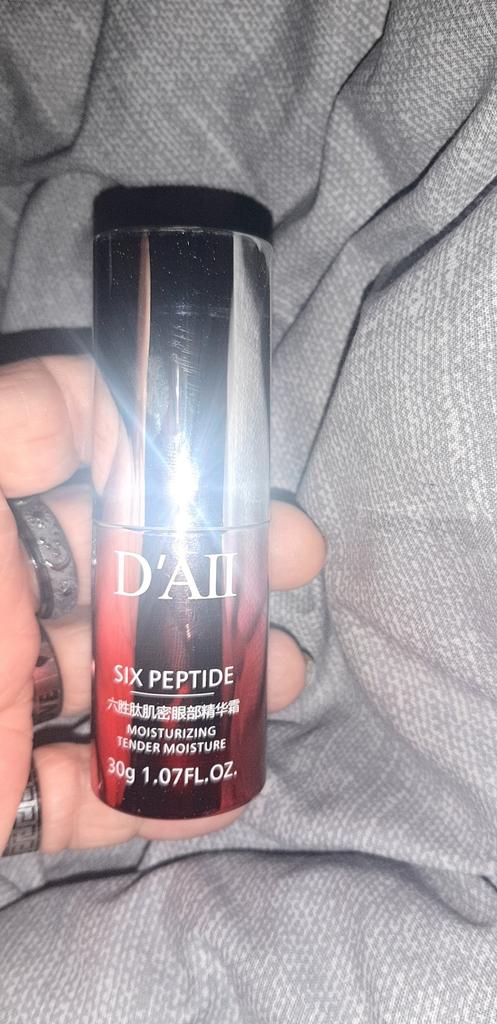 D'AII
SIX PEPTIDE
六胜肽肌密眼部精华霜
MOISTURIZING
TENDER MOISTURE
30g 1.07FL.OZ.
NE